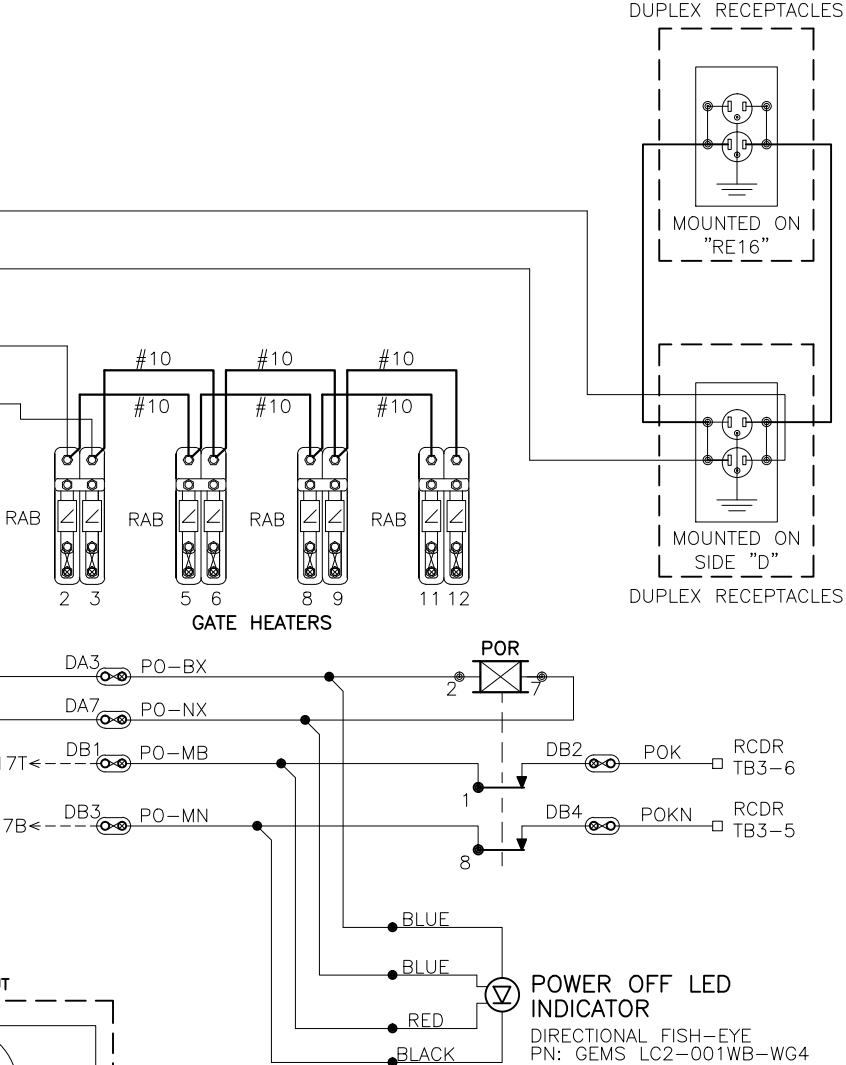 DUPLEX RECEPTACLES
MOUNTED ON
"RE16"
#10 #10 #10
#10 #10 #10
RAB RAB RAB RAB
2 3 5 6 8 9 11 12
GATE HEATERS
MOUNTED ON
SIDE "D"
DUPLEX RECEPTACLES
POR
DA3 PO-BX 2 7
DA7 PO-NX
7T DB1 PO-MB 1 DB2 POK RCDR
TB3-6
7B DB3 PO-MN 8 DB4 POKN RCDR
TB3-5
BLUE
BLUE
RED
BLACK
POWER OFF LED
INDICATOR
DIRECTIONAL FISH-EYE
PN: GEMS LC2-001WB-WG4